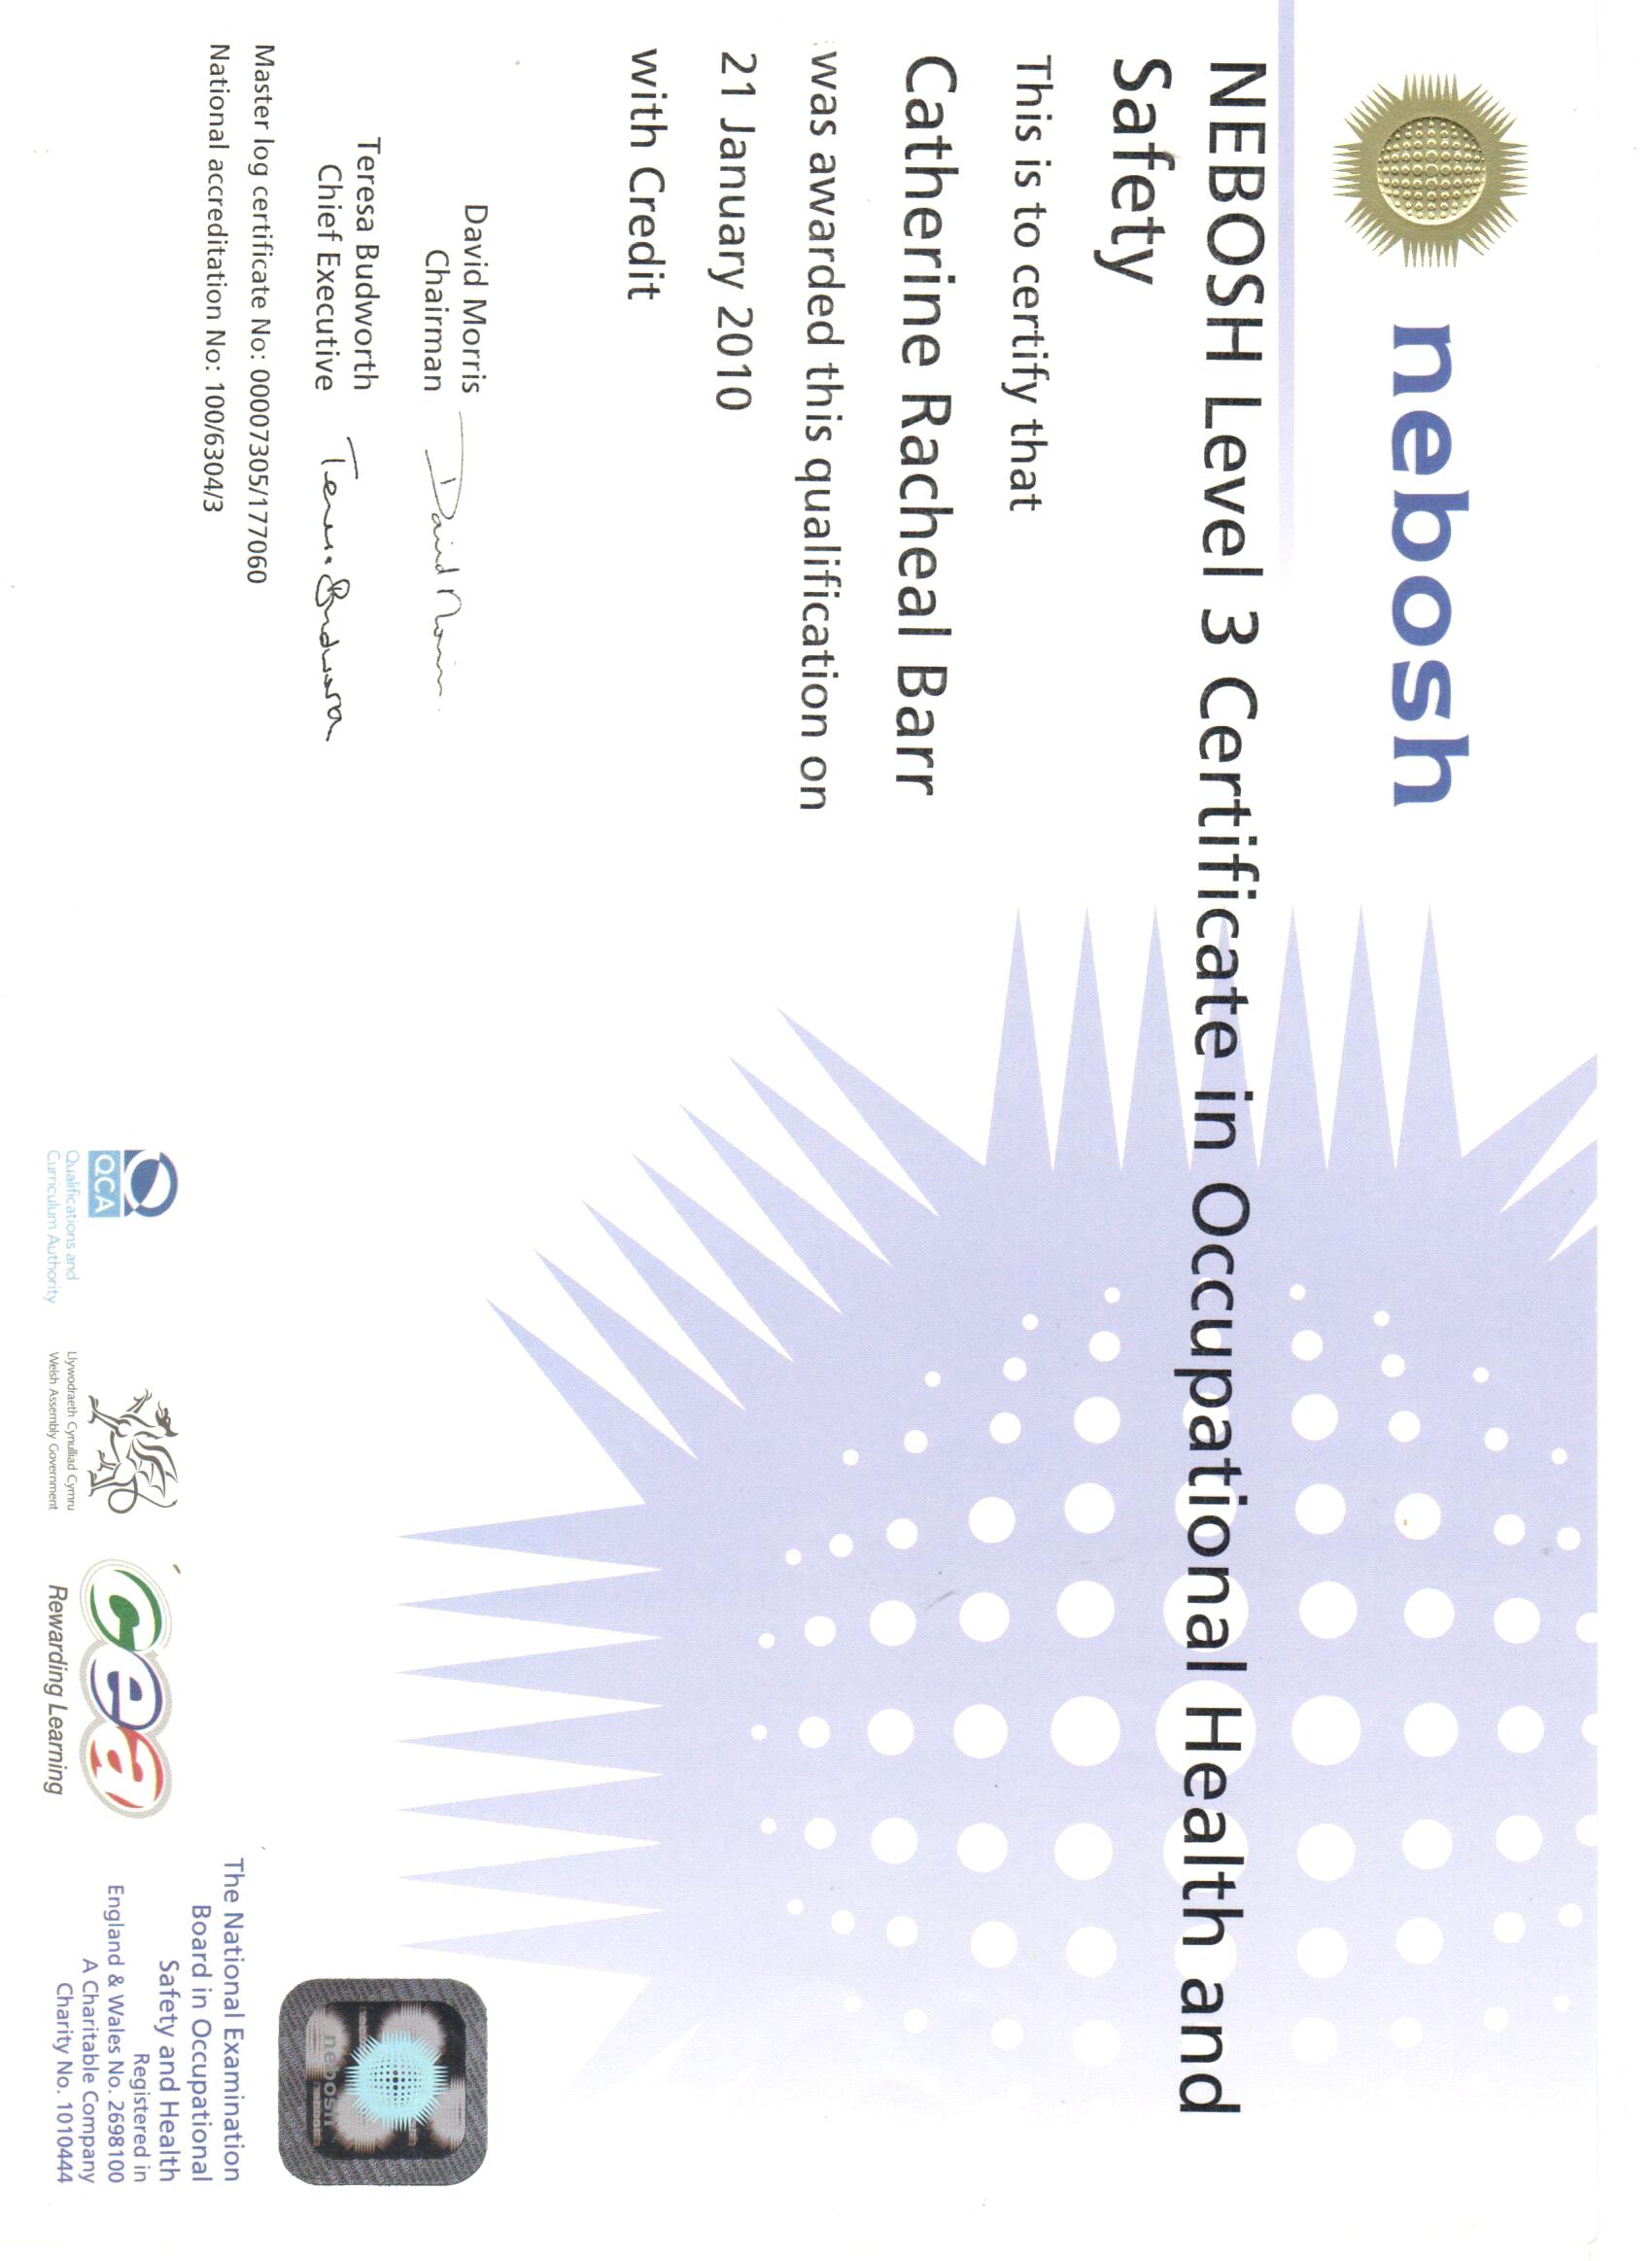 nebosh
NEBOSH Level 3 Certificate in Occupational Health and
Safety
This is to certify that
Catherine Racheal Barr
was awarded this qualification on
21 January 2010
with Credit
David Morris
Chairman
David Morris
Teresa Budworth
Chief Executive
Teresa Budworth
Master log certificate No: 00007305/177060
National accreditation No: 100/6304/3
nebosh
The National Examination
Board in Occupational
Safety and Health
Registered in
England & Wales No. 2698100
A Charitable Company
Charity No. 1010444
QCA
Qualifications and
Curriculum Authority
Llywodraeth Cynulliad Cymru
Welsh Assembly Government
cea
Rewarding Learning